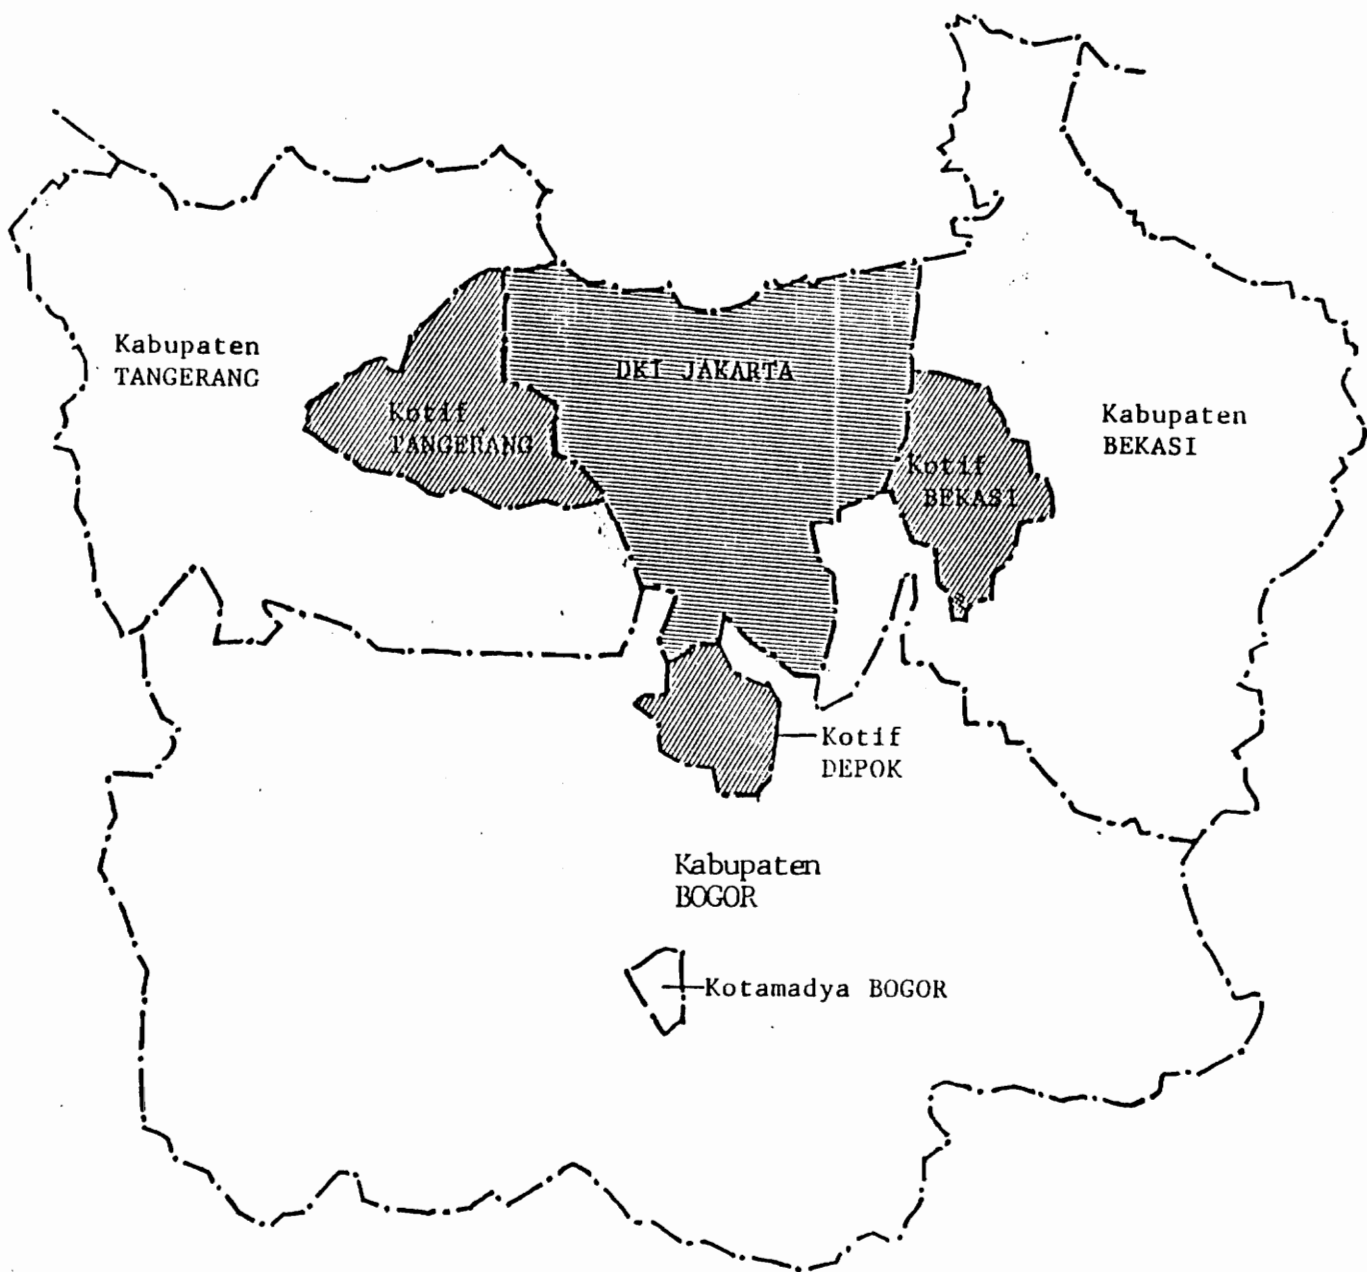 Kabupaten
TANGERANG
DKI JAKARTA
Kotif
TANGERANG
Kabupaten
BEKASI
Kotif
BEKASI
Kotif
DEPOK
Kabupaten
BOGOR
Kotamadya BOGOR